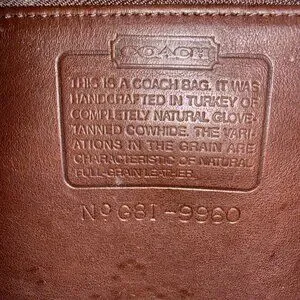 COACH
THIS IS A COACH BAG. IT WAS
HANDCRAFTED IN TURKEY OF
COMPLETELY NATURAL GLOVE
TANNED COWHIDE. THE VARI-
ATIONS IN THE GRAIN ARE
CHARACTERISTIC OF NATURAL
FULL-GRAIN LEATHER.
Nº G8I-9960